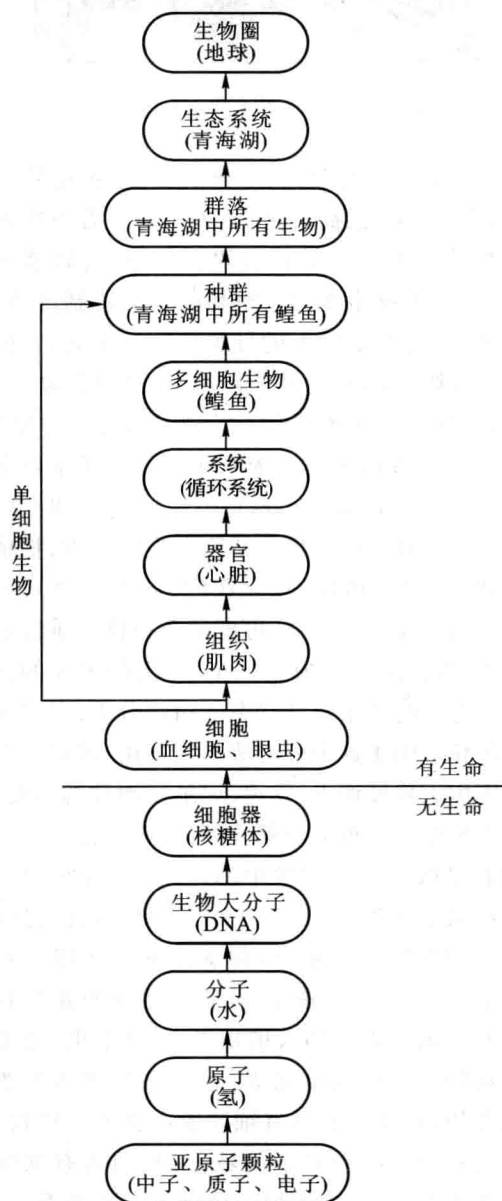 生物圈
(地球)
生态系统
(青海湖)
群落
(青海湖中所有生物)
种群
(青海湖中所有鳇鱼)
多细胞生物
(鳇鱼)
系统
(循环系统)
器官
(心脏)
组织
(肌肉)
单细胞生物
细胞
(血细胞、眼虫)
有生命
无生命
细胞器
(核糖体)
生物大分子
(DNA)
分子
(水)
原子
(氢)
亚原子颗粒
(中子、质子、电子)